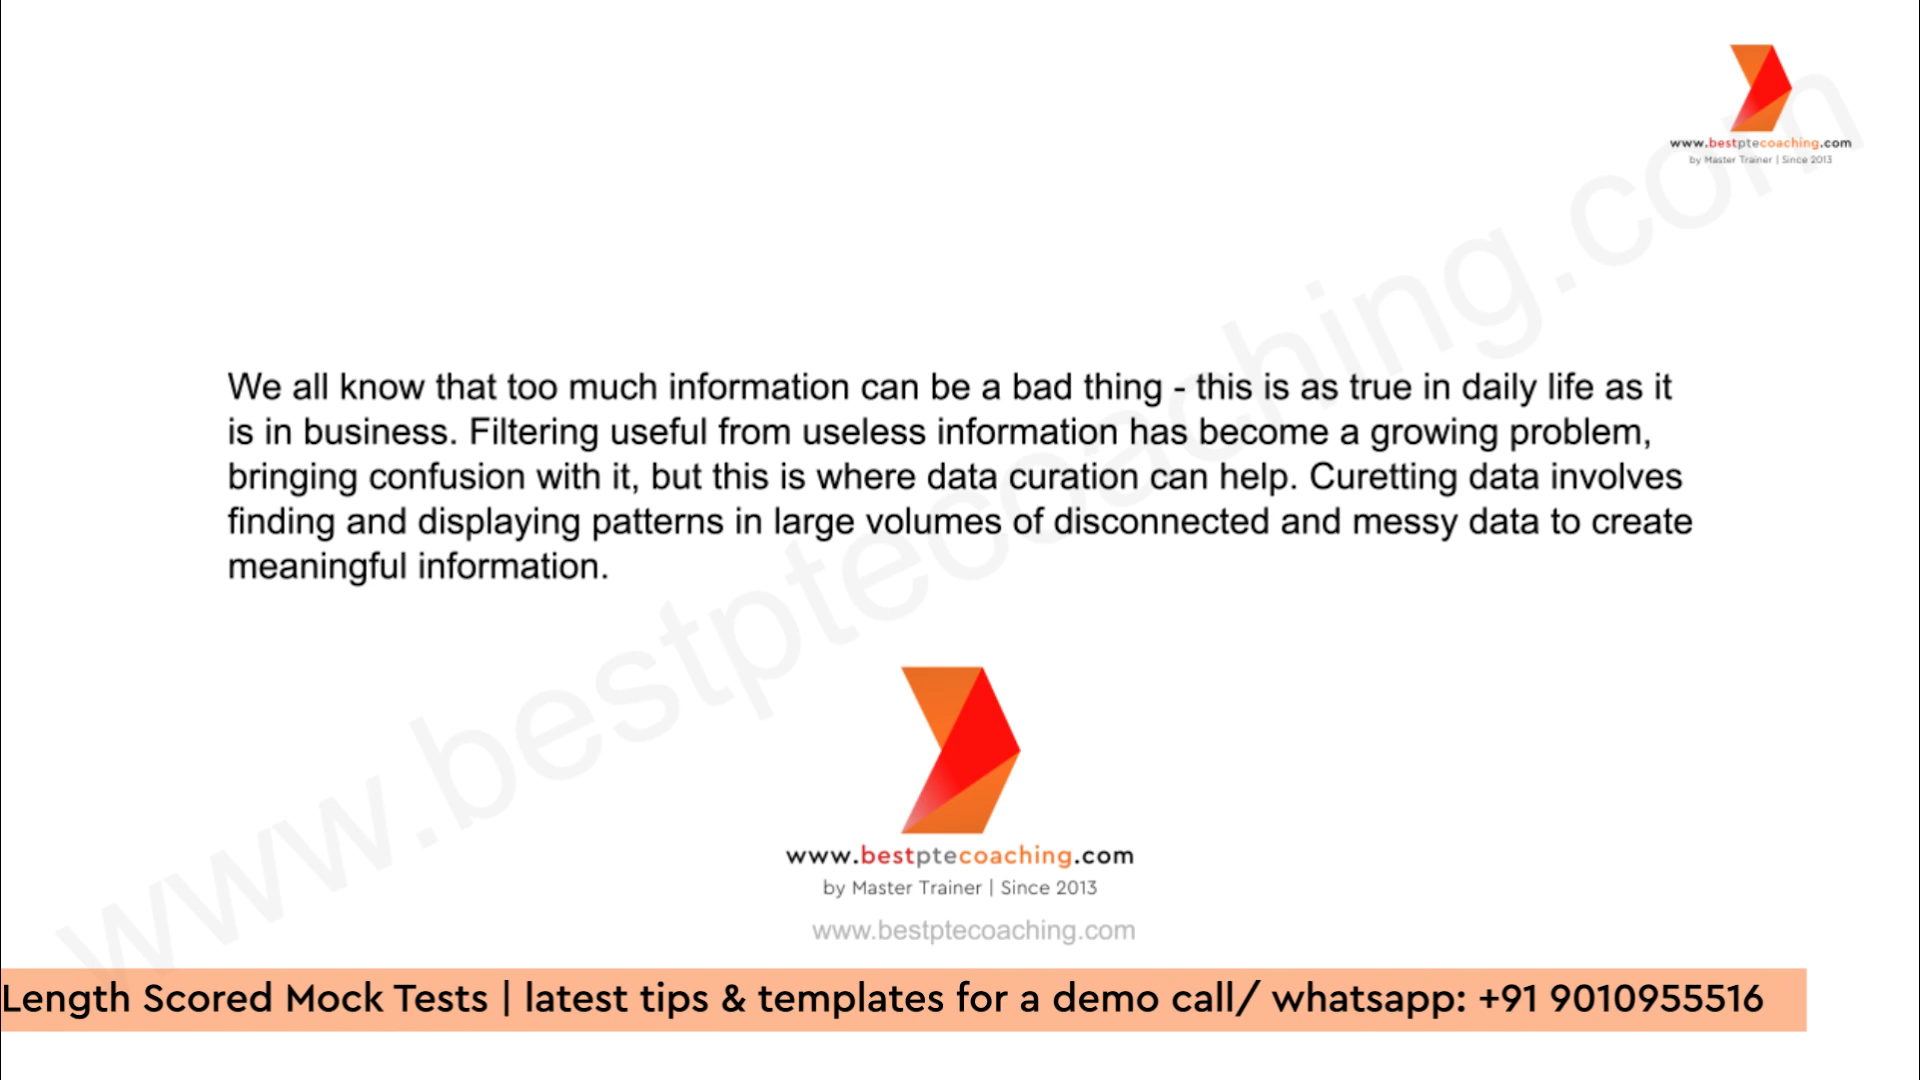 www.bestptecoaching.com
by Master Trainer | Since 2013
We all know that too much information can be a bad thing - this is as true in daily life as it
is in business. Filtering useful from useless information has become a growing problem,
bringing confusion with it, but this is where data curation can help. Curetting data involves
finding and displaying patterns in large volumes of disconnected and messy data to create
meaningful information.
www.bestptecoaching.com
www.bestptecoaching.com
by Master Trainer | Since 2013
www.bestptecoaching.com
Length Scored Mock Tests | latest tips & templates for a demo call/ whatsapp: +91 9010955516